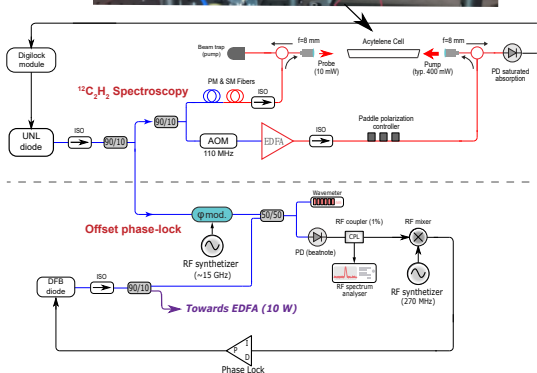 Digilock
module
UNL
diode
ISO
90/10
¹²C₂H₂ Spectroscopy
90/10
PM & SM Fibers
ISO
Beam trap
(pump)
f=8 mm
Probe
(10 mW)
Acytelene Cell
Pump
(typ. 400 mW)
f=8 mm
PD saturated
absorption
AOM
110 MHz
EDFA
ISO
Paddle polarization
controller
Offset phase-lock
φmod.
RF synthetizer
(~15 GHz)
50/50
Wavemeter
PD (beatnote)
RF coupler (1%)
CPL
RF spectrum
analyser
RF mixer
RF
synthetizer
(270 MHz)
DFB
diode
ISO
90/10
Towards EDFA (10 W)
P I D
Phase Lock